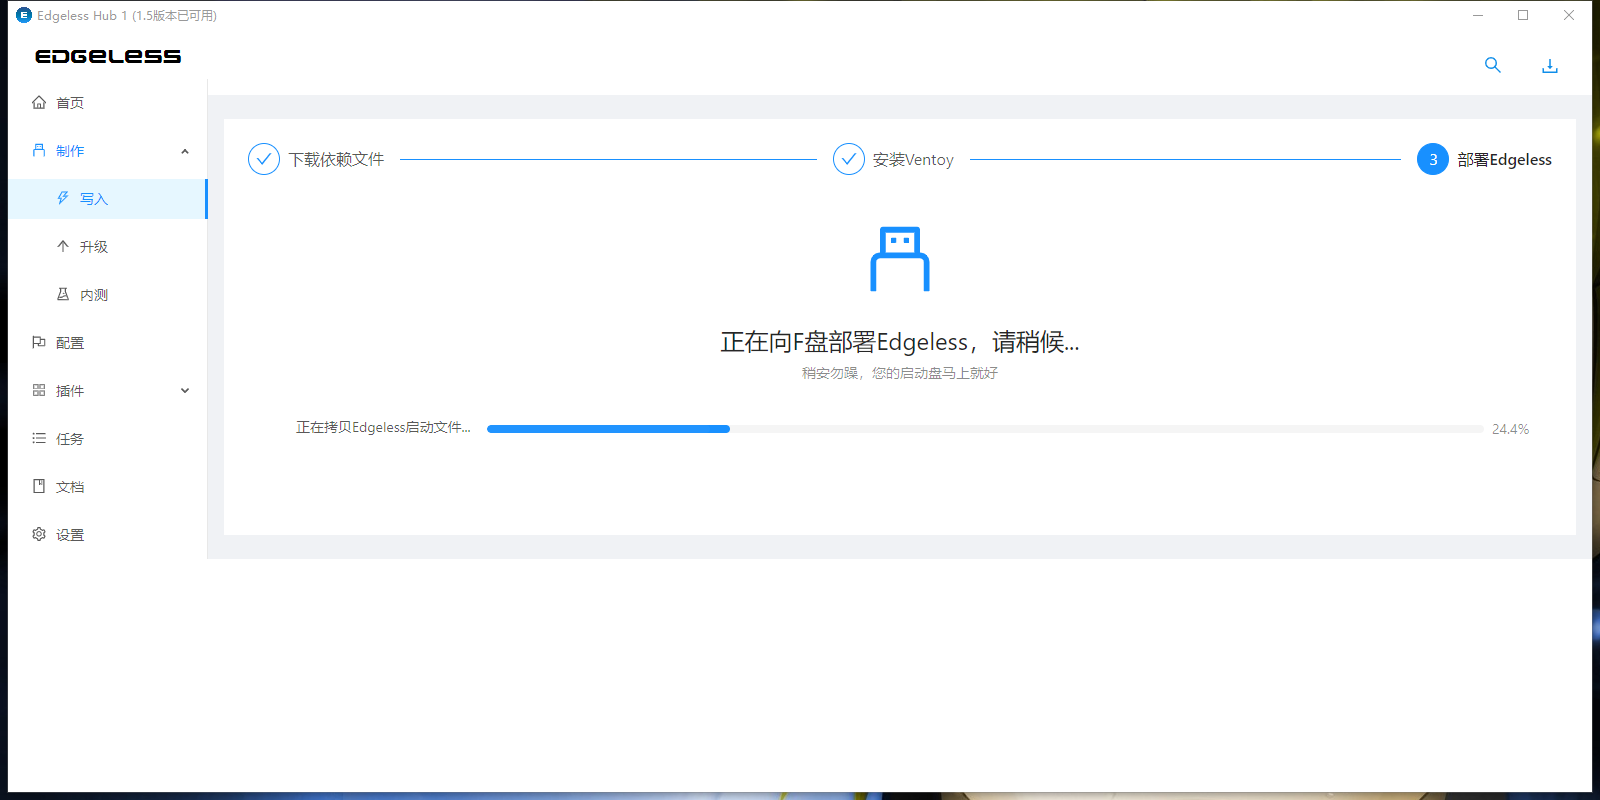 Edgeless Hub 1 (1.5版本已可用)
EDGELESS
首页
制作
写入
升级
内测
配置
插件
任务
文档
设置
下载依赖文件
安装Ventoy
3 部署Edgeless
正在向F盘部署Edgeless，请稍候...
稍安勿躁，您的启动盘马上就好
正在拷贝Edgeless启动文件...
24.4%